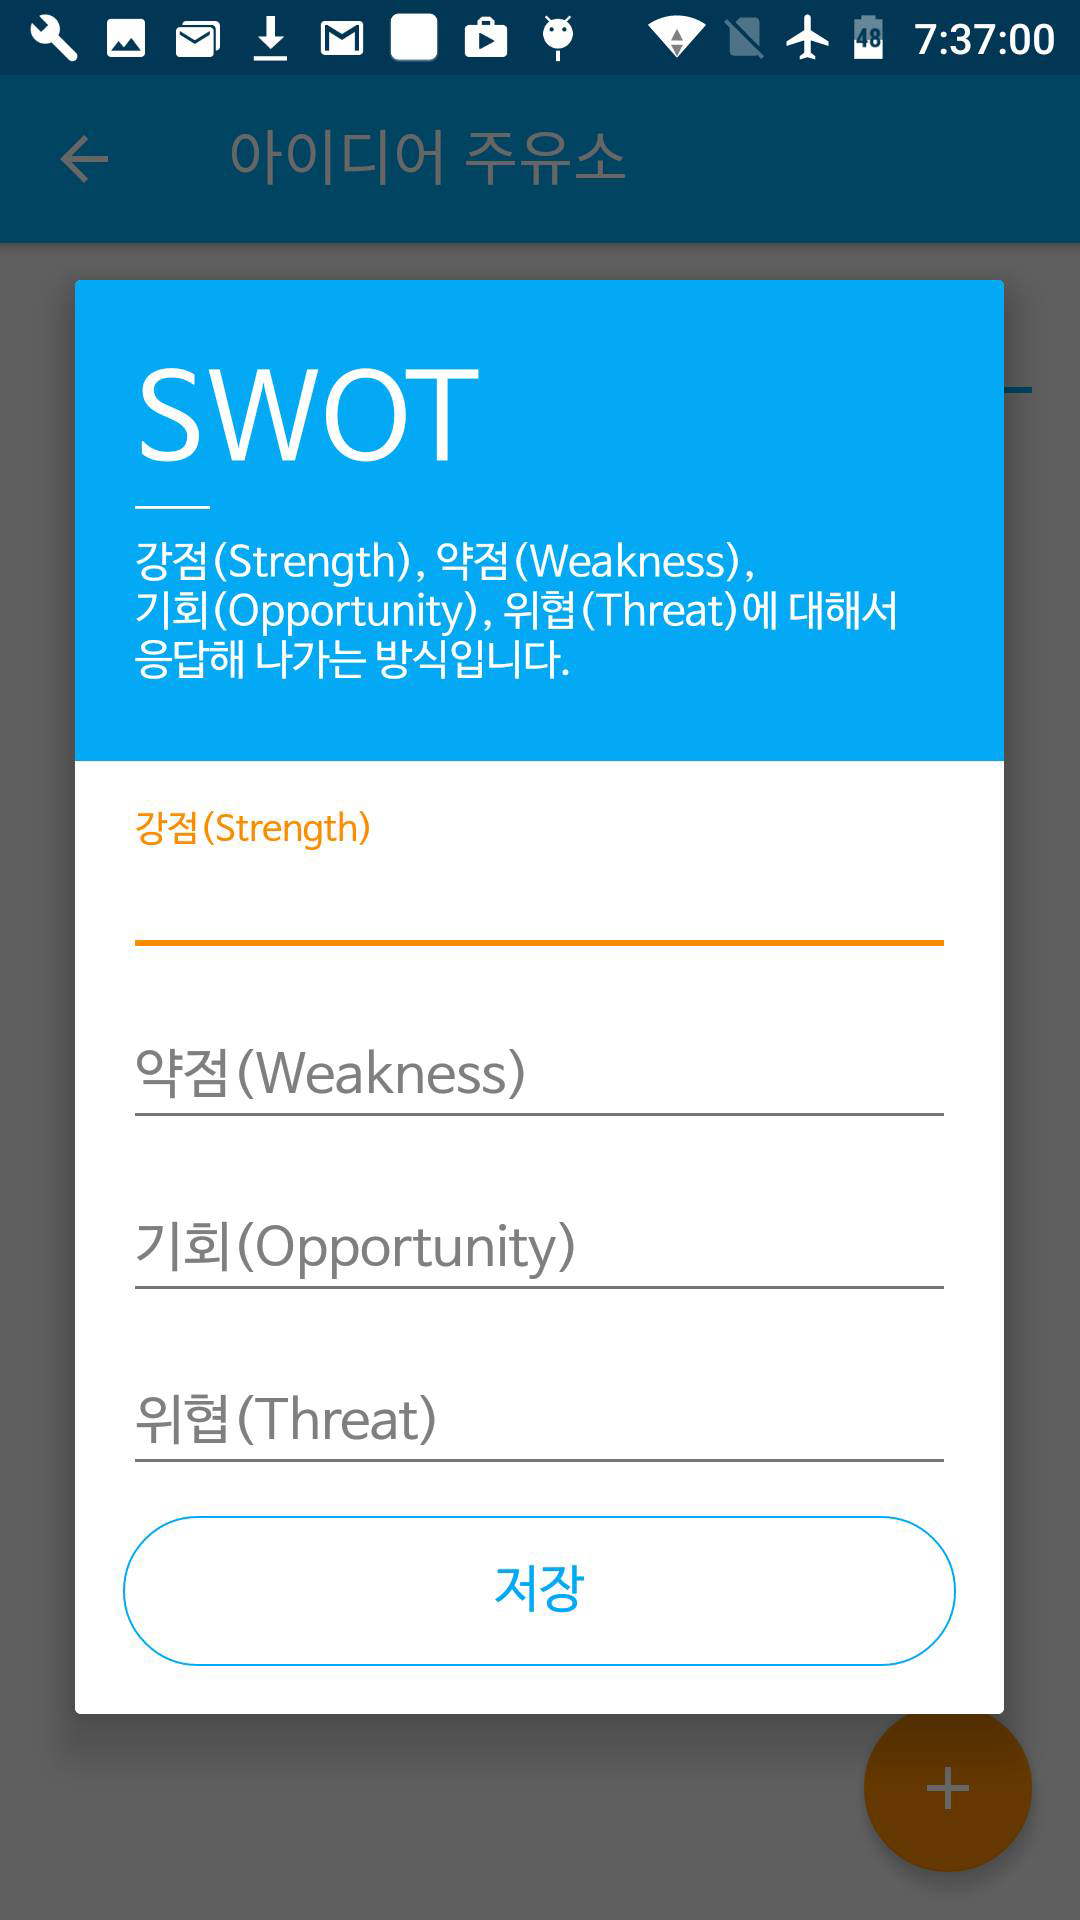 48 7:37:00
아이디어 주유소
SWOT
강점(Strength), 약점(Weakness),
기회(Opportunity), 위협(Threat)에 대해서
응답해 나가는 방식입니다.
강점(Strength)
약점(Weakness)
기회(Opportunity)
위협(Threat)
저장